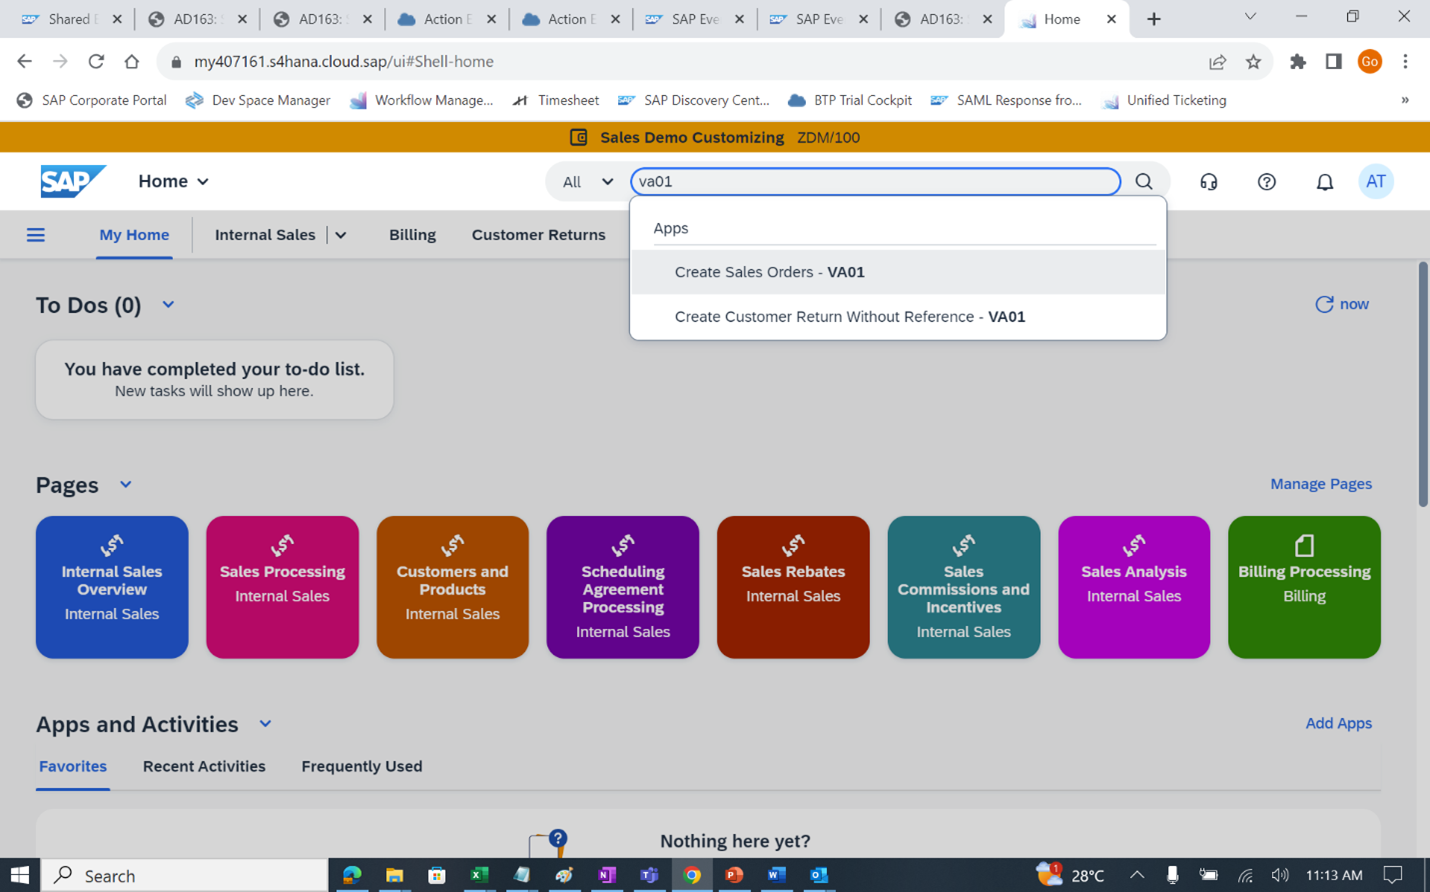 Shared E
AD163:
AD163:
Action E
Action E
SAP Eve
SAP Eve
AD163:
Home
my407161.s4hana.cloud.sap/ui#Shell-home
Go
SAP Corporate Portal
Dev Space Manager
Workflow Manage...
Timesheet
SAP Discovery Cent...
BTP Trial Cockpit
SAML Response fro...
Unified Ticketing
»
Sales Demo Customizing ZDM/100
SAP
Home
All
va01
AT
My Home
Internal Sales
Billing
Customer Returns
Apps
Create Sales Orders - VA01
Create Customer Return Without Reference - VA01
To Dos (0)
now
You have completed your to-do list.
New tasks will show up here.
Pages
Manage Pages
Internal Sales
Overview
Internal Sales
Sales Processing
Internal Sales
Customers and
Products
Internal Sales
Scheduling
Agreement
Processing
Internal Sales
Sales Rebates
Internal Sales
Sales
Commissions and
Incentives
Internal Sales
Sales Analysis
Internal Sales
Billing Processing
Billing
Apps and Activities
Add Apps
Favorites
Recent Activities
Frequently Used
Nothing here yet?
Search
1
28°C
11:13 AM